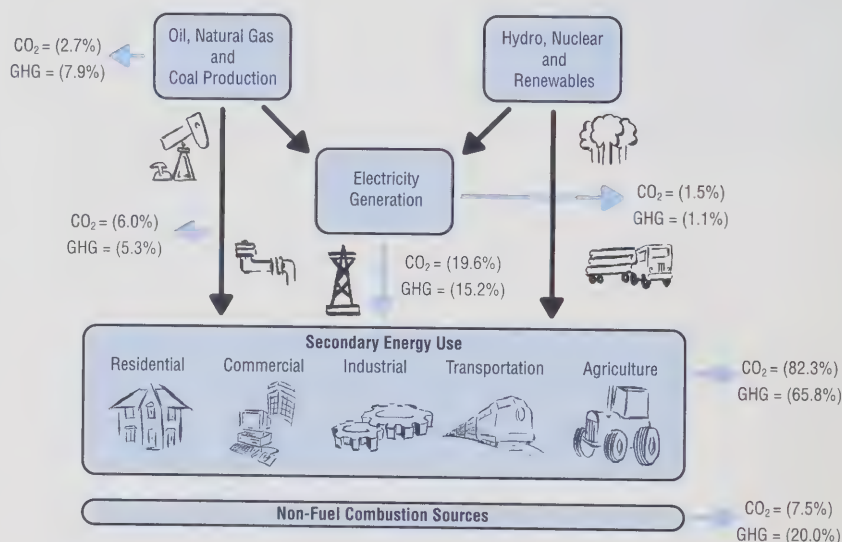 Oil, Natural Gas
and
Coal Production
Hydro, Nuclear
and
Renewables
CO₂ = (2.7%)
GHG = (7.9%)
Electricity
Generation
CO₂ = (1.5%)
GHG = (1.1%)
CO₂ = (6.0%)
GHG = (5.3%)
CO₂ = (19.6%)
GHG = (15.2%)
Secondary Energy Use
Residential Commercial Industrial Transportation Agriculture
CO₂ = (82.3%)
GHG = (65.8%)
Non-Fuel Combustion Sources
CO₂ = (7.5%)
GHG = (20.0%)